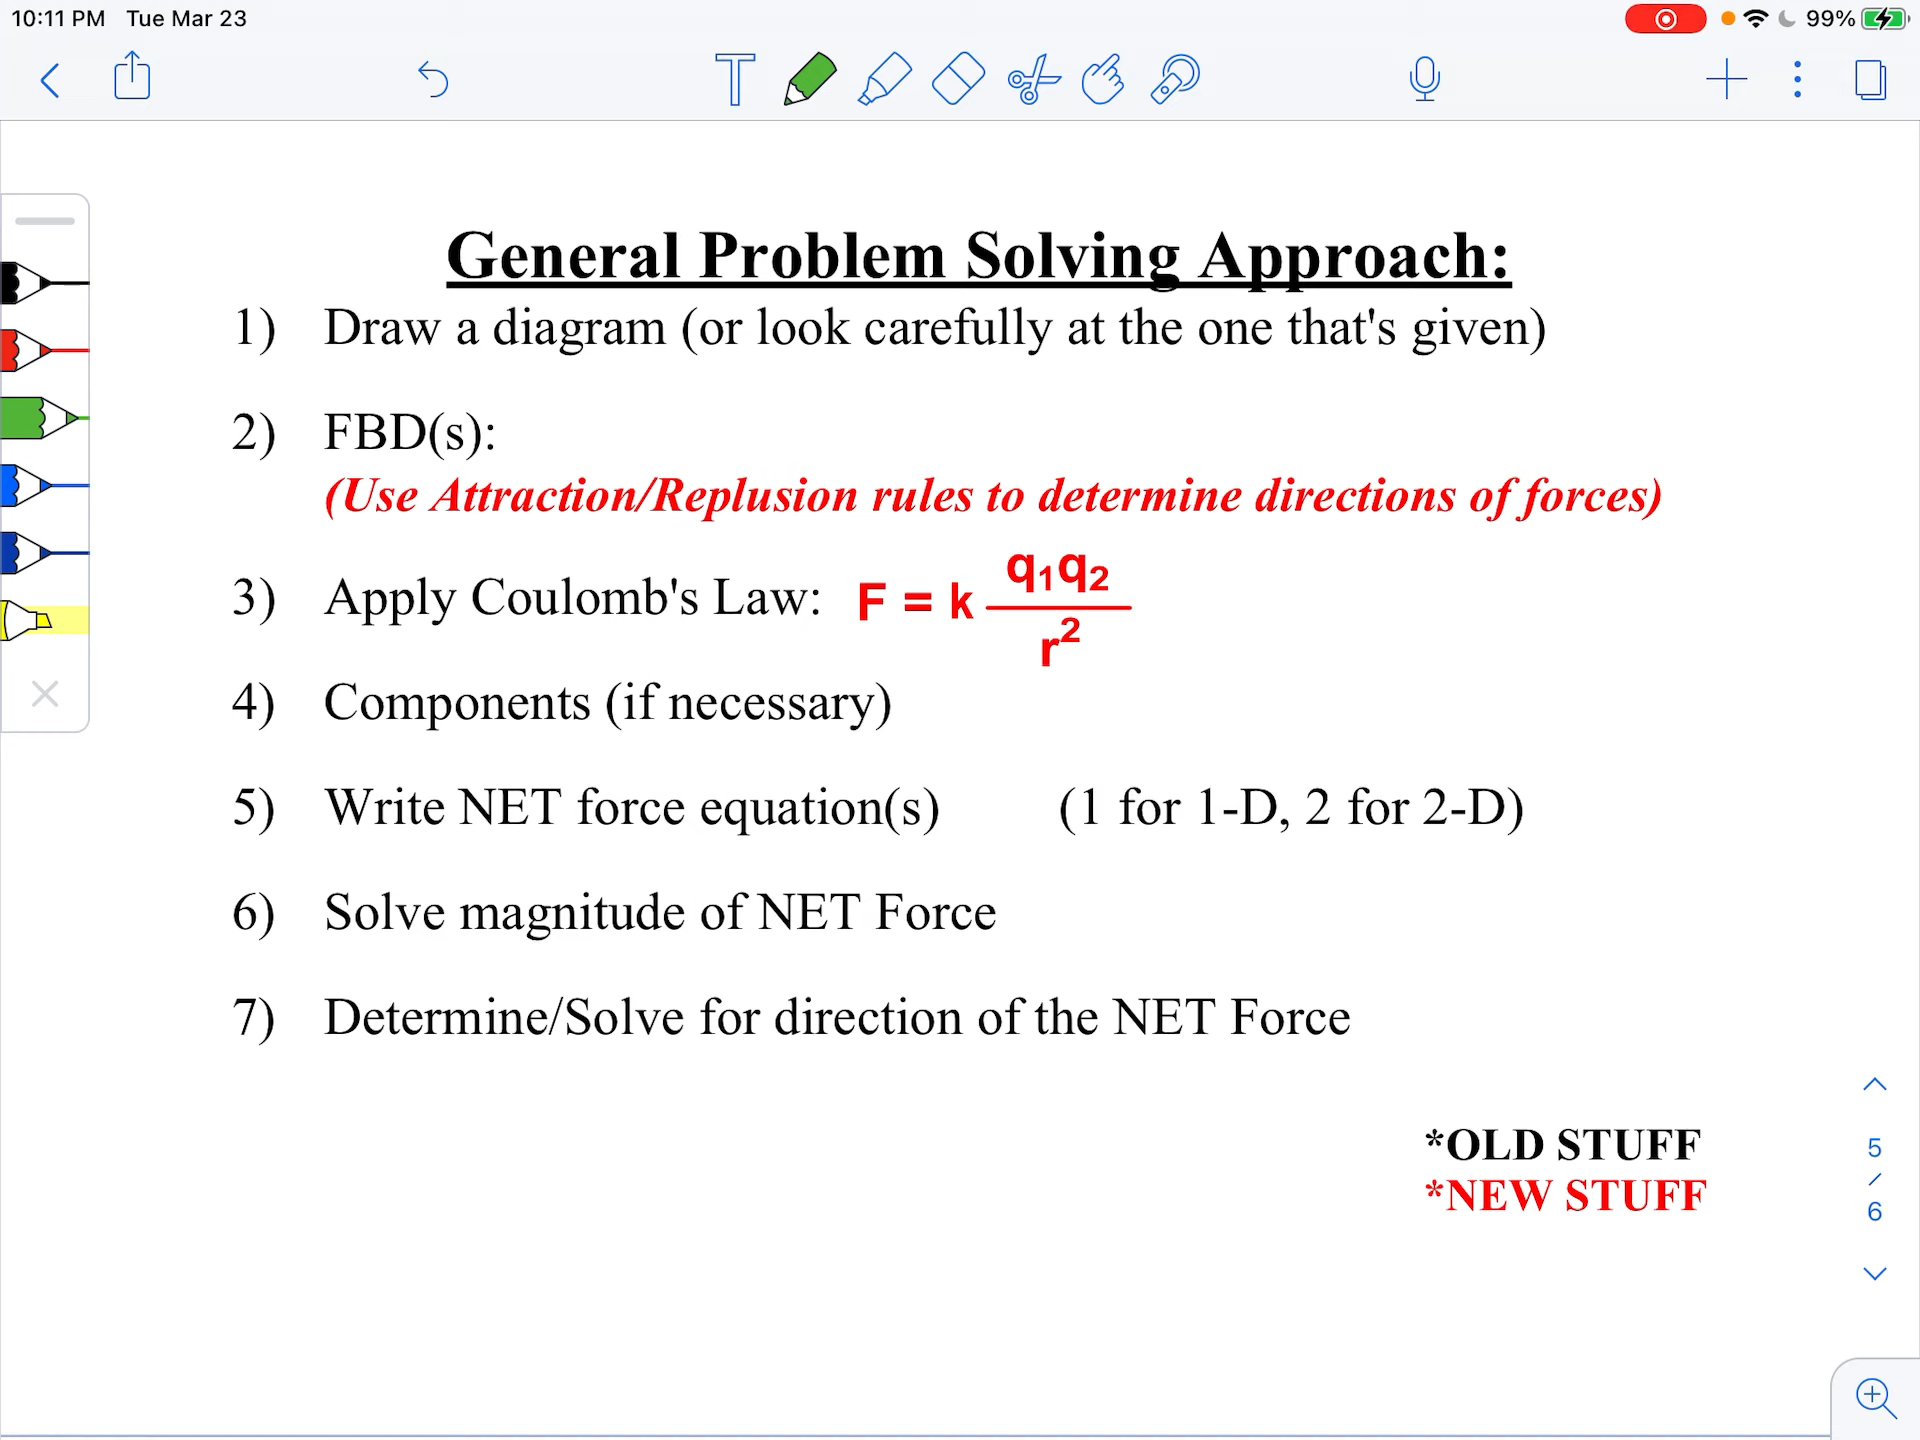 10:11 PM Tue Mar 23
99%
T
General Problem Solving Approach:
1) Draw a diagram (or look carefully at the one that's given)
2) FBD(s):
(Use Attraction/Replusion rules to determine directions of forces)
3) Apply Coulomb's Law: F = k q₁q₂ / r²
4) Components (if necessary)
5) Write NET force equation(s) (1 for 1-D, 2 for 2-D)
6) Solve magnitude of NET Force
7) Determine/Solve for direction of the NET Force
*OLD STUFF
*NEW STUFF
5
/
6